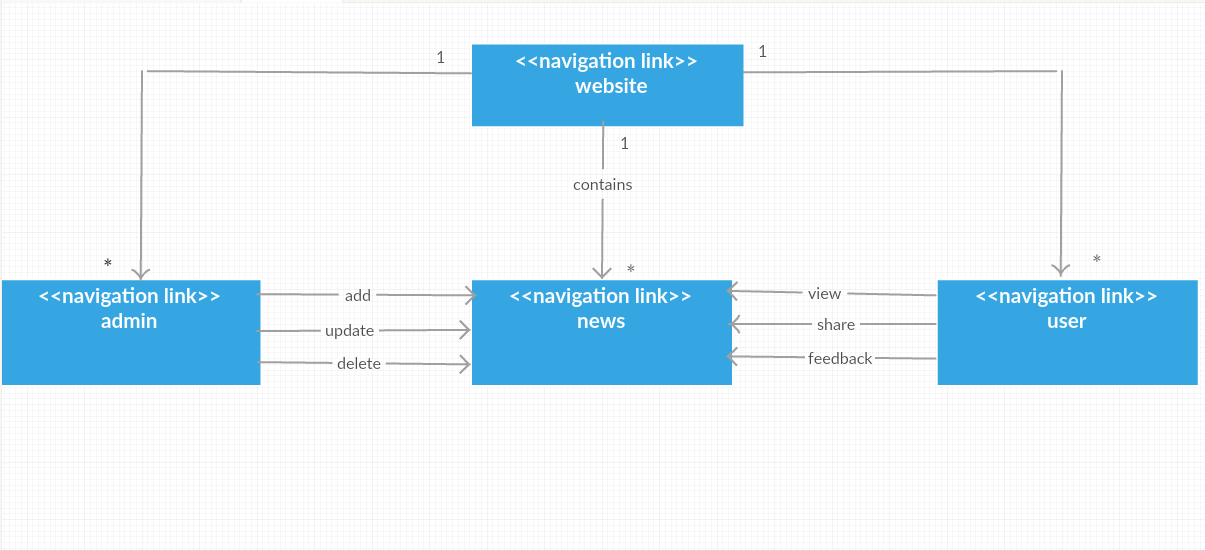 1
<<navigation link>>
website
1
1
contains
*
*
*
<<navigation link>>
admin
add
update
delete
<<navigation link>>
news
view
share
feedback
<<navigation link>>
user